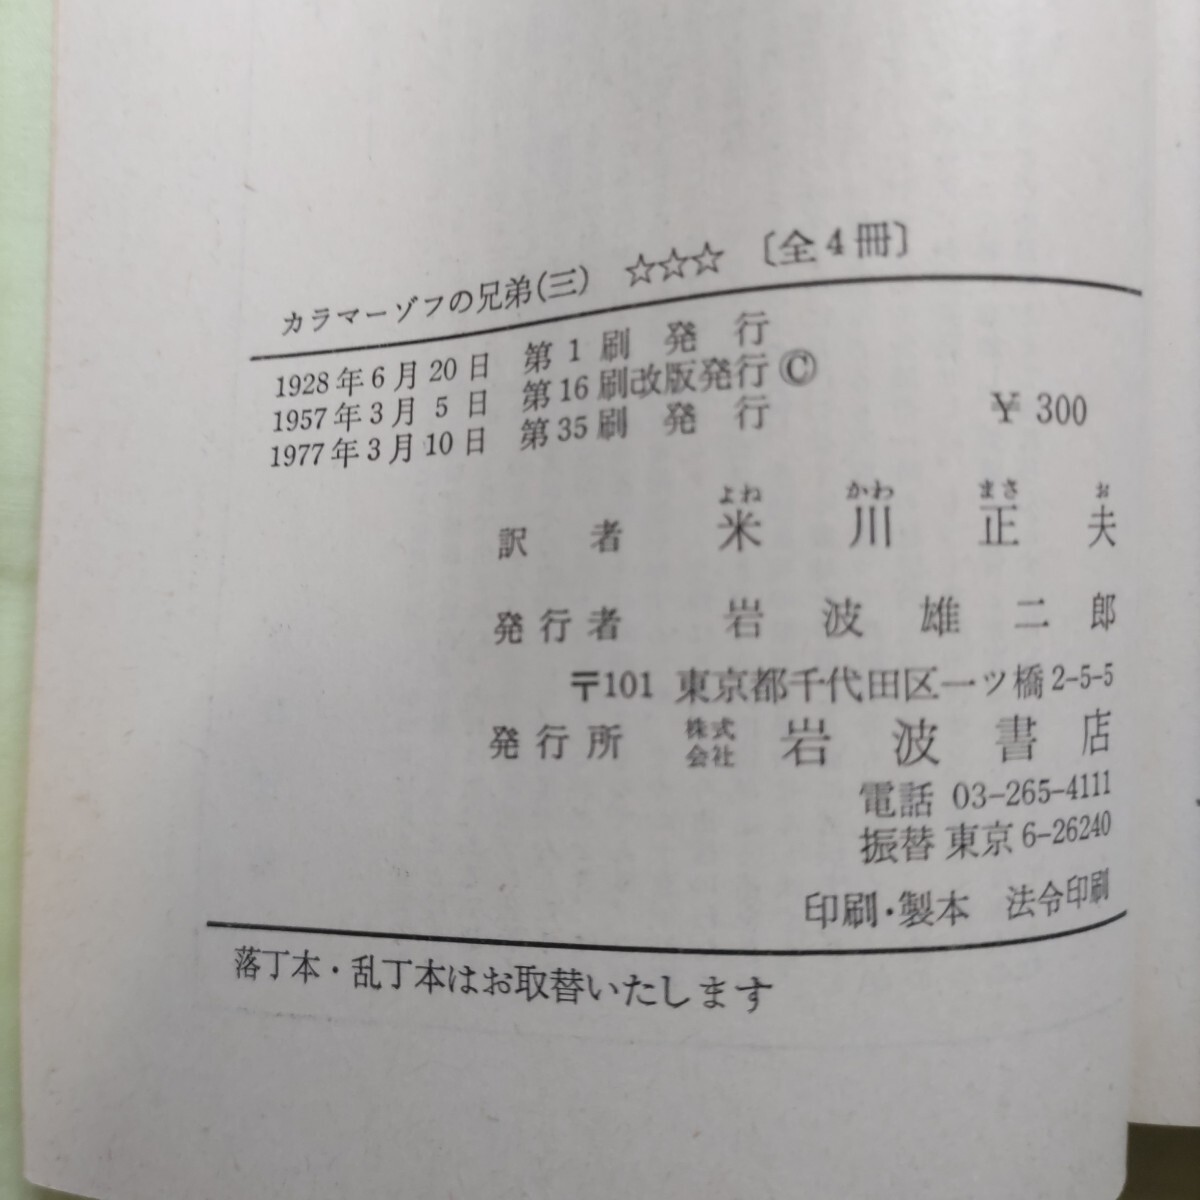 カラマーゾフの兄弟(三) ☆☆☆ 〔全4冊〕
1928年6月20日 第1刷発行
1957年3月5日 第16刷改版発行©
1977年3月10日 第35刷発行
¥300
よね かわ まさ お
訳者 米川正夫
発行者 岩波雄二郎
〒101 東京都千代田区一ツ橋2-5-5
発行所 株式会社 岩波書店
電話 03-265-4111
振替 東京6-26240
印刷・製本 法令印刷
落丁本・乱丁本はお取替いたします